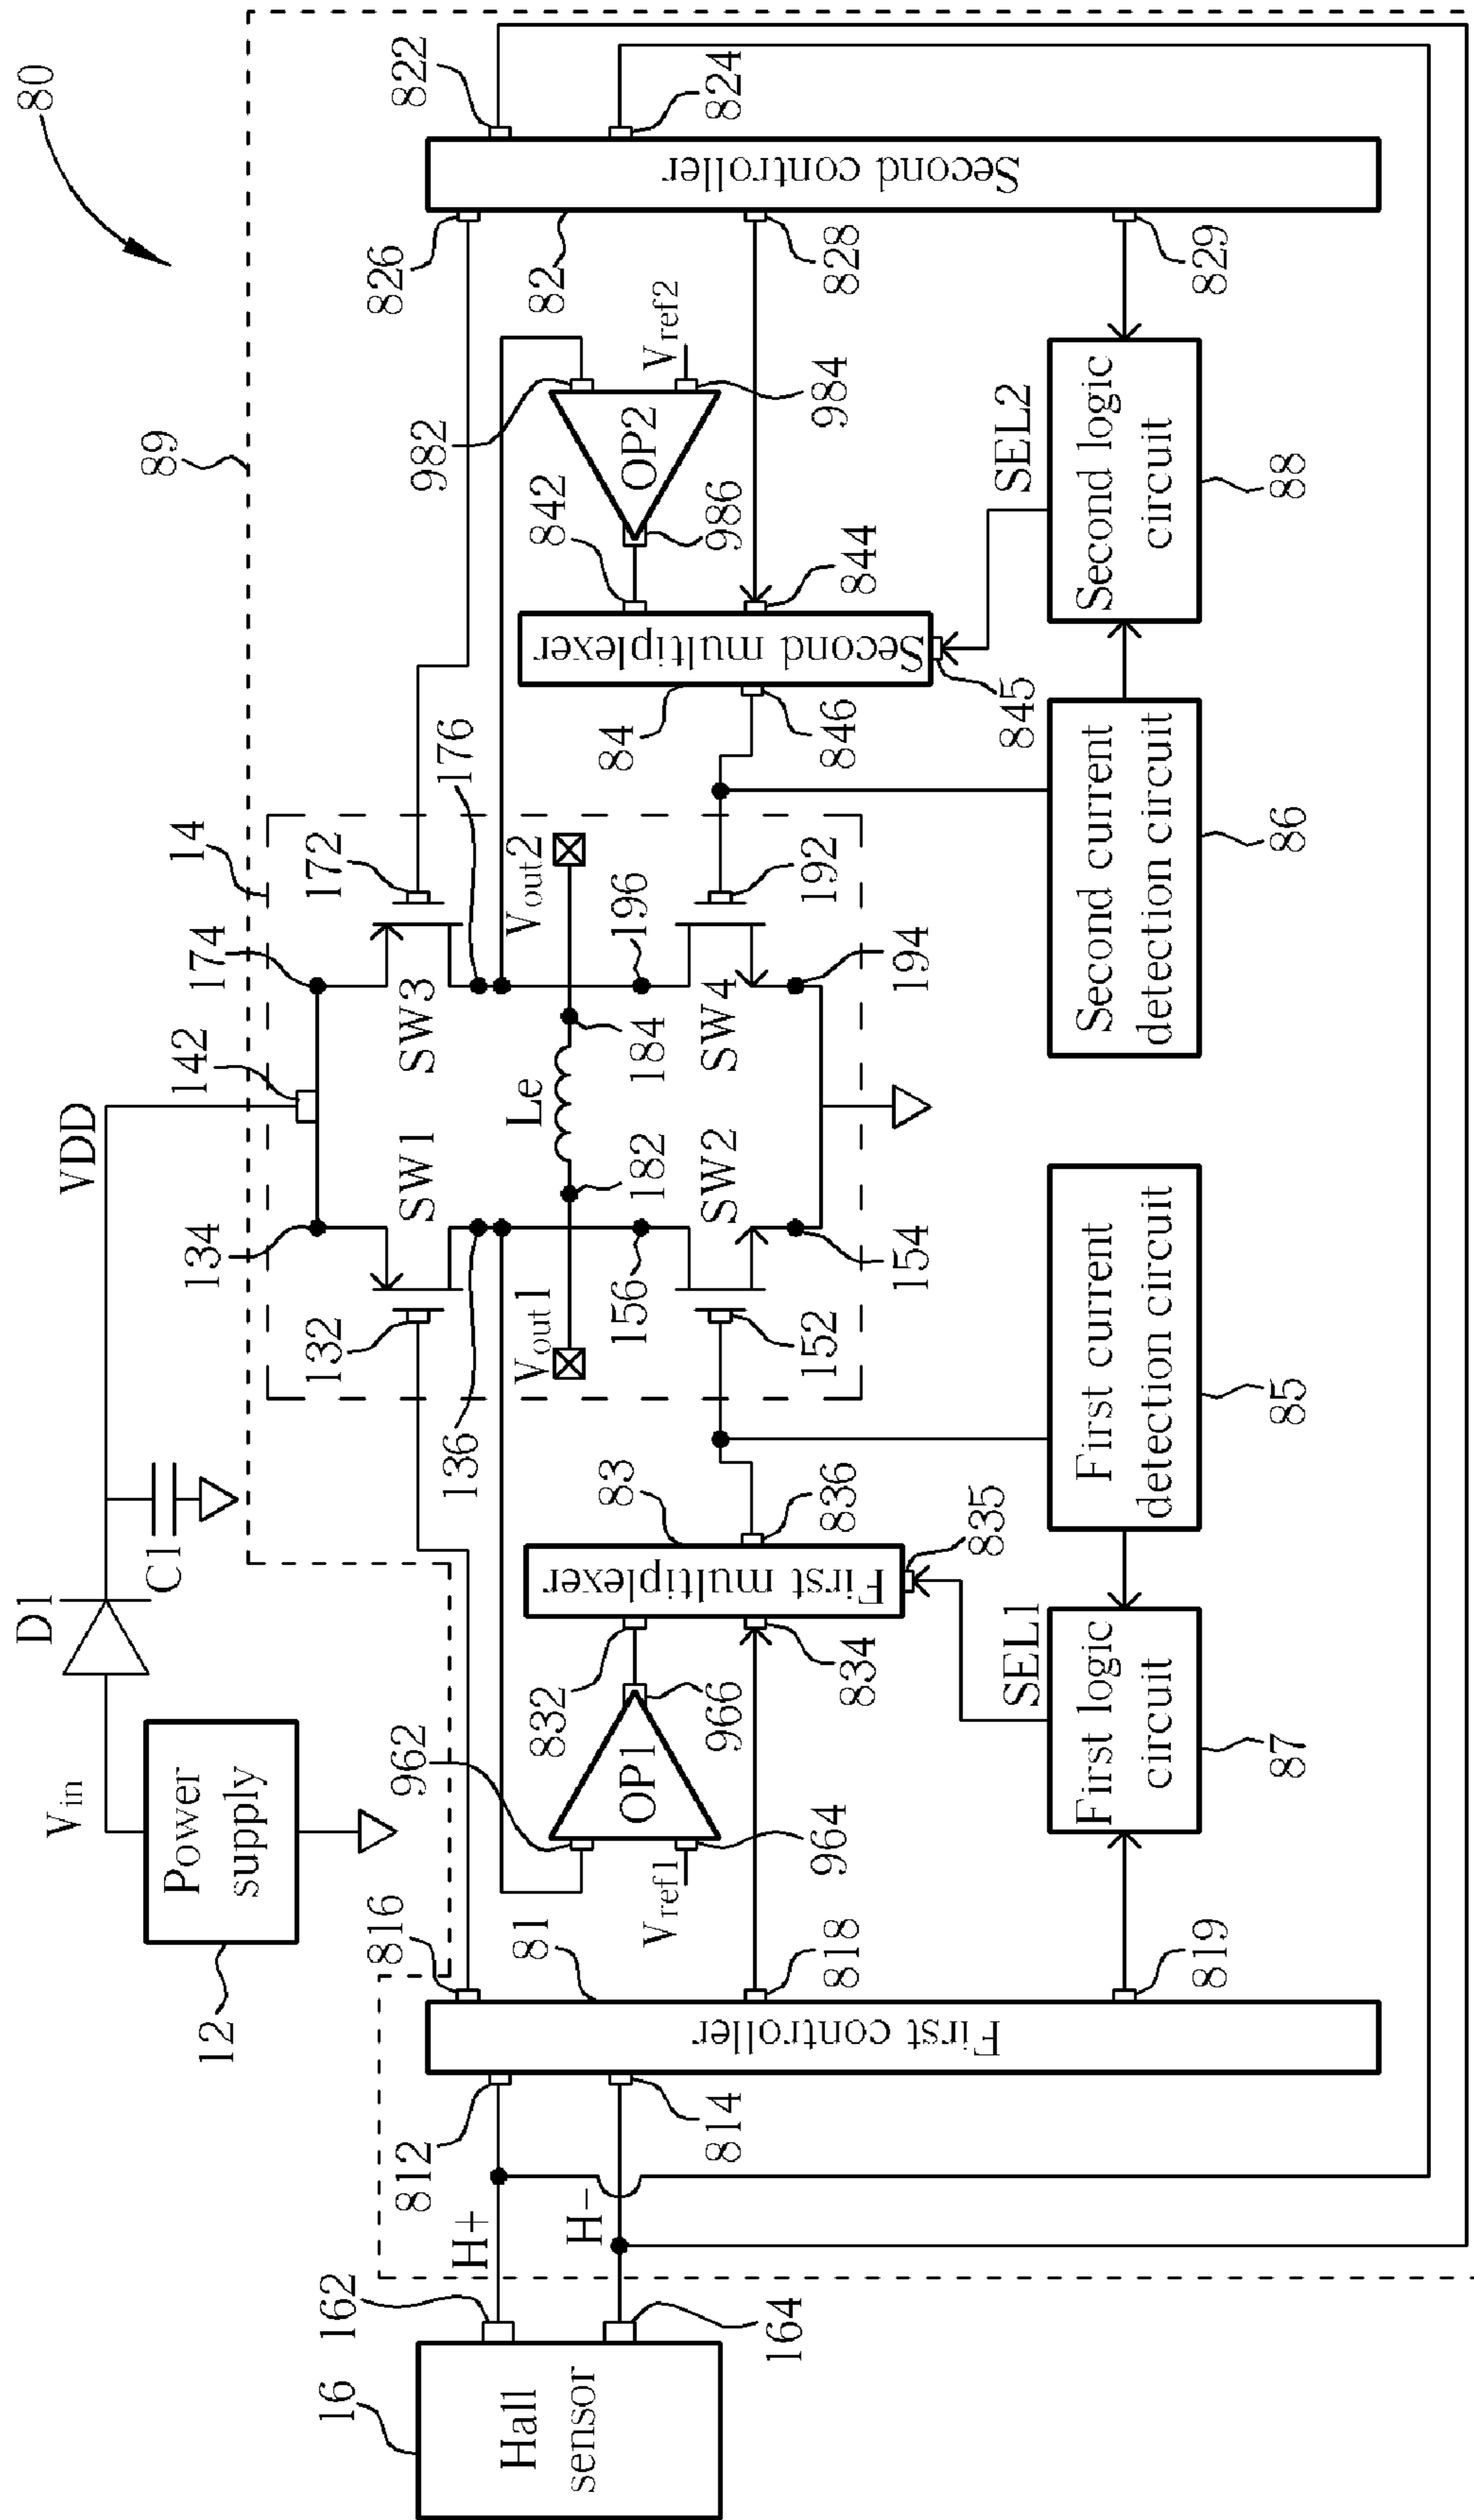 80
Power
supply
12
Vin
D1
C1
VDD
142
89
14
Hall
sensor
16
162
164
H+
H−
812
814
First controller
81
816
818
819
962
964
Vref1
OP1
966
832
834
First multiplexer
83
836
835
SEL1
First logic
circuit
87
First current
detection circuit
85
132
134
136
SW1
Vout1
156
152
154
SW2
182
Le
184
174
172
176
SW3
Vout2
196
192
194
SW4
Second multiplexer
84
842
844
845
846
982
984
986
OP2
Vref2
SEL2
Second current
detection circuit
86
Second logic
circuit
88
Second controller
82
822
824
826
828
829